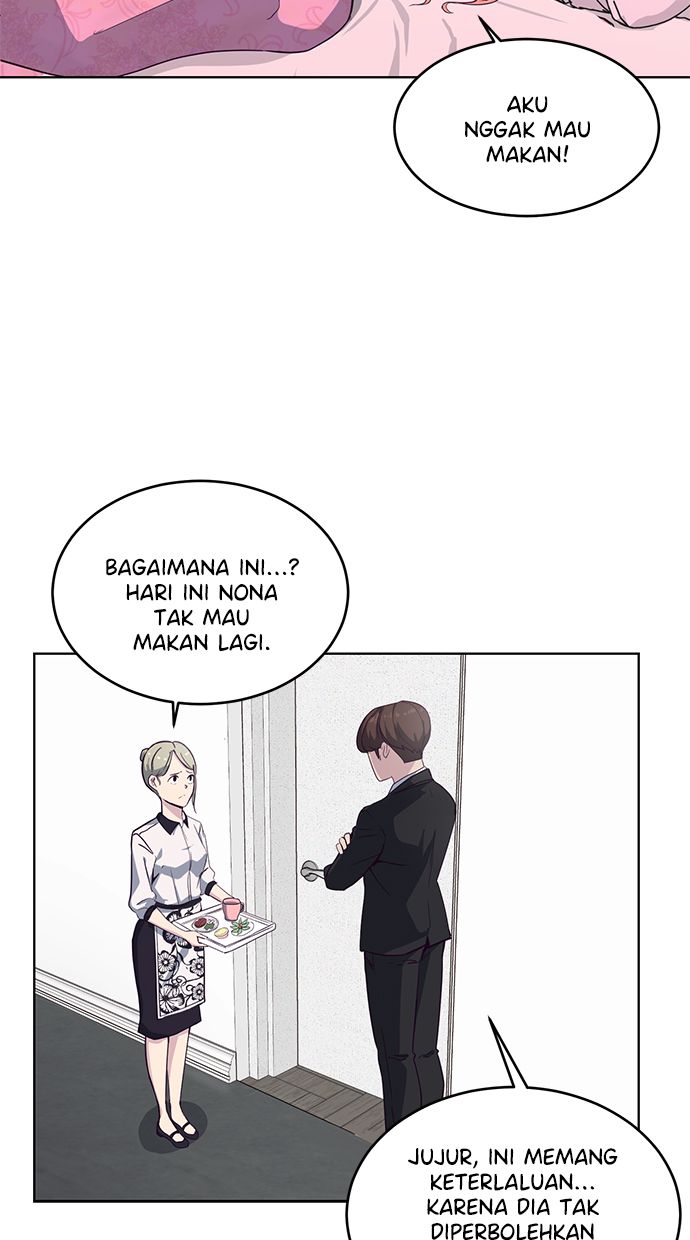 AKU
NGGAK MAU
MAKAN!
BAGAIMANA INI...?
HARI INI NONA
TAK MAU
MAKAN LAGI.
JUJUR, INI MEMANG
KETERLALUAN...
KARENA DIA TAK
DIPERBOLEHKAN